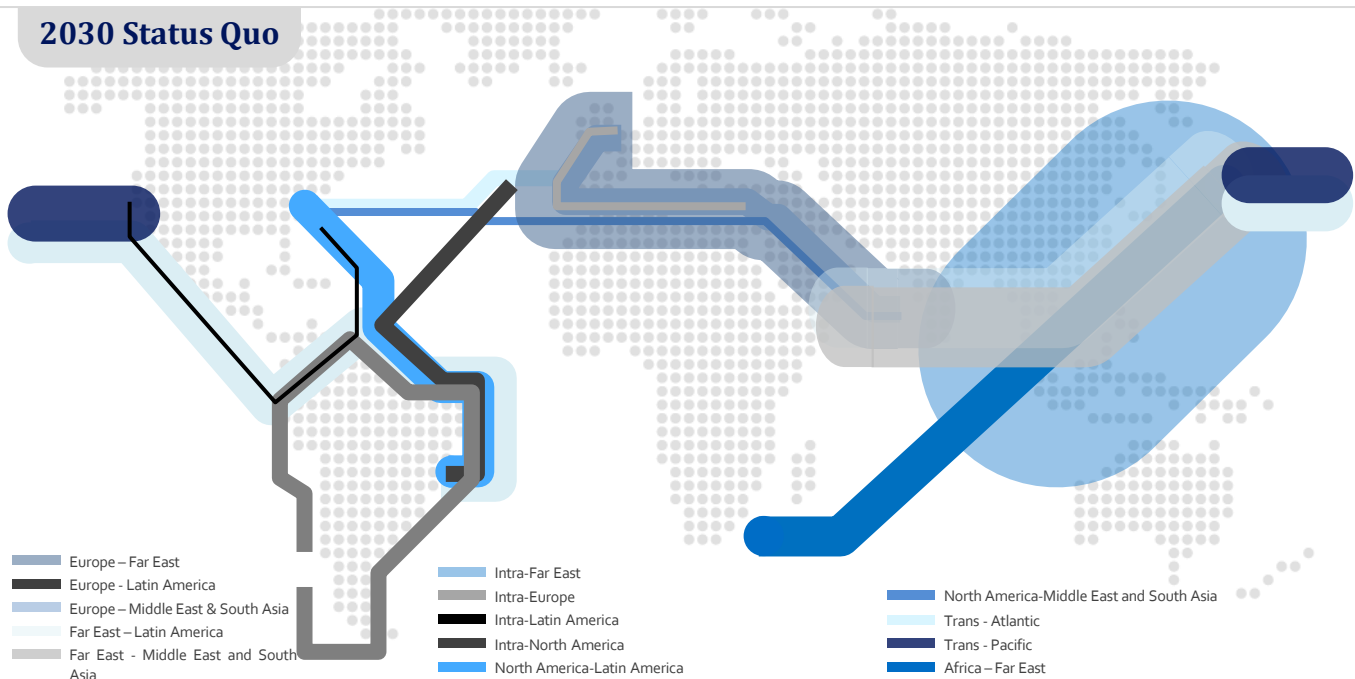 2030 Status Quo
Europe – Far East
Europe - Latin America
Europe – Middle East & South Asia
Far East – Latin America
Far East - Middle East and South
Asia
Intra-Far East
Intra-Europe
Intra-Latin America
Intra-North America
North America-Latin America
North America-Middle East and South Asia
Trans - Atlantic
Trans - Pacific
Africa – Far East